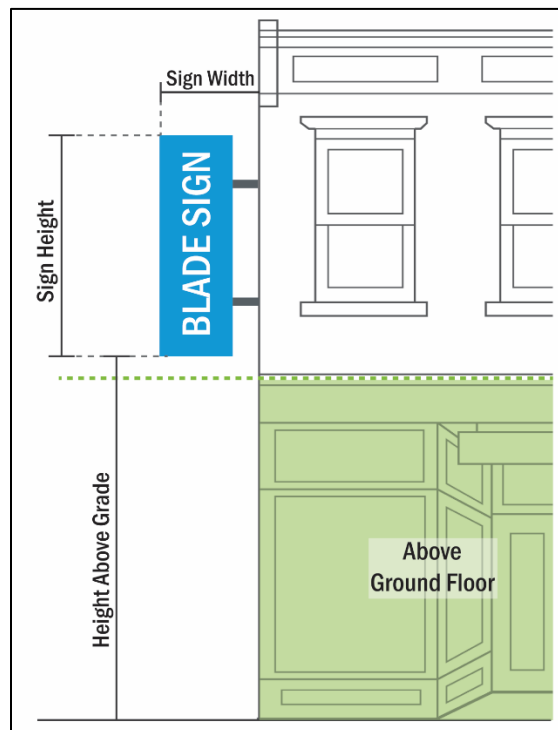 Sign Width
Sign Height
BLADE SIGN
Height Above Grade
Above
Ground Floor